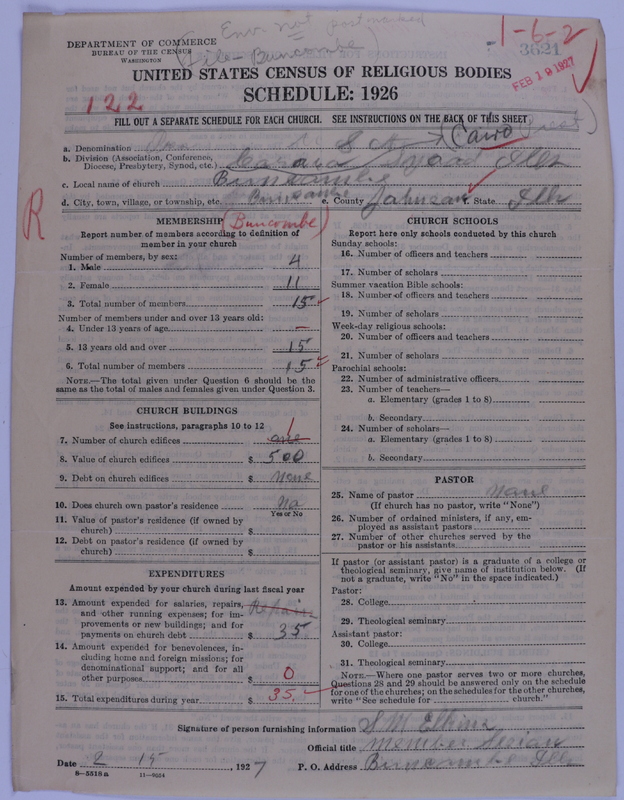 Env. not postmarked
(File-Buncombe)
1-6-2
3621
FEB 19 1927
DEPARTMENT OF COMMERCE
BUREAU OF THE CENSUS
WASHINGTON
UNITED STATES CENSUS OF RELIGIOUS BODIES
SCHEDULE: 1926
122
FILL OUT A SEPARATE SCHEDULE FOR EACH CHURCH. SEE INSTRUCTIONS ON THE BACK OF THIS SHEET
a. Denomination
(Cairo Prest)
b. Division (Association, Conference, Diocese, Presbytery, Synod, etc.) Ills
c. Local name of church Binncombe
d. City, town, village, or township, etc. Binncombe e. County Johnson f. State Ills
R
(Buncombe)
MEMBERSHIP
Report number of members according to definition of member in your church
Number of members, by sex:
1. Male 4
2. Female 11
3. Total number of members 15
Number of members under and over 13 years old:
4. Under 13 years of age —
5. 13 years old and over 15
6. Total number of members 15
NOTE.—The total given under Question 6 should be the same as the total of males and females given under Question 3.
CHURCH BUILDINGS
See instructions, paragraphs 10 to 12
7. Number of church edifices one 1
8. Value of church edifices $ 500
9. Debt on church edifices $ None
10. Does church own pastor's residence No
Yes or No
11. Value of pastor's residence (if owned by church) $
12. Debt on pastor's residence (if owned by church) $
EXPENDITURES
Amount expended by your church during last fiscal year
13. Amount expended for salaries, repairs, and other running expenses; for improvements or new buildings; and for payments on church debt $ Repairs 35
14. Amount expended for benevolences, including home and foreign missions; for denominational support; and for all other purposes $ 0
15. Total expenditures during year $ 35
CHURCH SCHOOLS
Report here only schools conducted by this church
Sunday schools:
16. Number of officers and teachers
17. Number of scholars
Summer vacation Bible schools:
18. Number of officers and teachers
19. Number of scholars
Week-day religious schools:
20. Number of officers and teachers
21. Number of scholars
Parochial schools:
22. Number of administrative officers
23. Number of teachers—
a. Elementary (grades 1 to 8)
b. Secondary
24. Number of scholars—
a. Elementary (grades 1 to 8)
b. Secondary
PASTOR
25. Name of pastor None
(If church has no pastor, write "None")
26. Number of ordained ministers, if any, employed as assistant pastors
27. Number of other churches served by the pastor or his assistants
If pastor (or assistant pastor) is a graduate of a college or theological seminary, give name of institution below. (If not a graduate, write "No" in the space indicated.)
Pastor:
28. College
29. Theological seminary
Assistant pastor:
30. College
31. Theological seminary
NOTE.—Where one pastor serves two or more churches, Questions 28 and 29 should be answered only on the schedule for one of the churches; on the schedules for the other churches, write "See schedule for church."
Signature of person furnishing information S M Elkins
Official title member
Date 2 15, 1927 P. O. Address Binncombe Ills
8-5518 a 11-9914